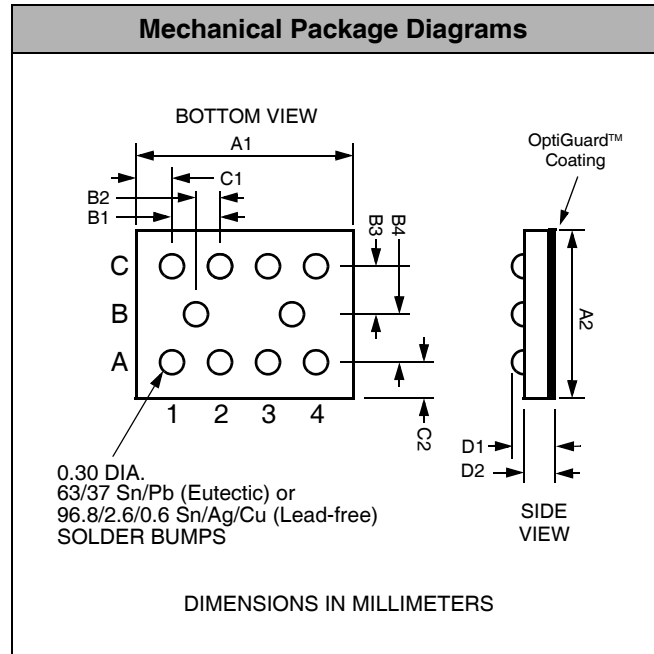 Mechanical Package Diagrams
BOTTOM VIEW
A1
OptiGuard™
Coating
C1
B2
B1
B3
B4
C
B
A
A2
1 2 3 4
C2
D1
D2
0.30 DIA.
63/37 Sn/Pb (Eutectic) or
96.8/2.6/0.6 Sn/Ag/Cu (Lead-free)
SOLDER BUMPS
SIDE
VIEW
DIMENSIONS IN MILLIMETERS